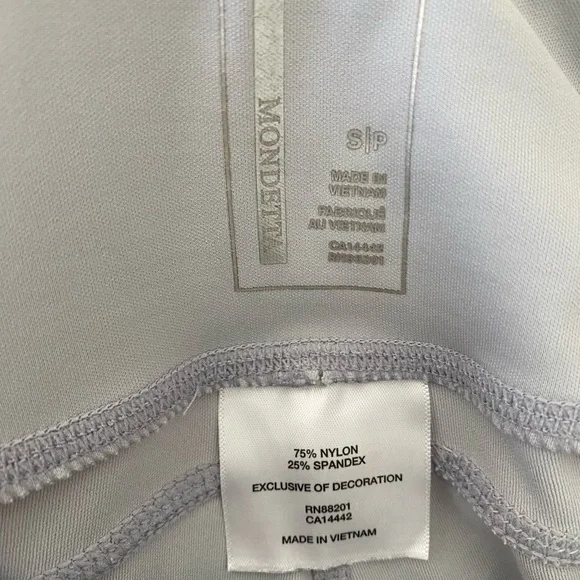 MONDETTA
S|P
MADE IN
VIETNAM
FABRIQUÉ
AU VIETNAM
CA14442
RN88201
75% NYLON
25% SPANDEX
EXCLUSIVE OF DECORATION
RN88201
CA14442
MADE IN VIETNAM